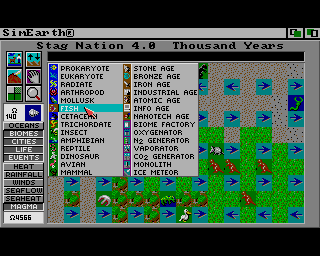 SimEarth®
Stag Nation 4.0 Thousand Years
PROKARYOTE
EUKARYOTE
RADIATE
ARTHROPOD
MOLLUSK
FISH
CETACEAN
TRICHORDATE
INSECT
AMPHIBIAN
REPTILE
DINOSAUR
AVIAN
MAMMAL
STONE AGE
BRONZE AGE
IRON AGE
INDUSTRIAL AGE
ATOMIC AGE
INFO AGE
NANOTECH AGE
BIOME FACTORY
OXYGENATOR
N2 GENERATOR
VAPORATOR
CO2 GENERATOR
MONOLITH
ICE METEOR
Ω
140
OCEANS
BIOMES
CITIES
LIFE
EVENTS
HEAT
RAINFALL
WINDS
SEAFLOW
SEAHEAT
MAGMA
Ω4566